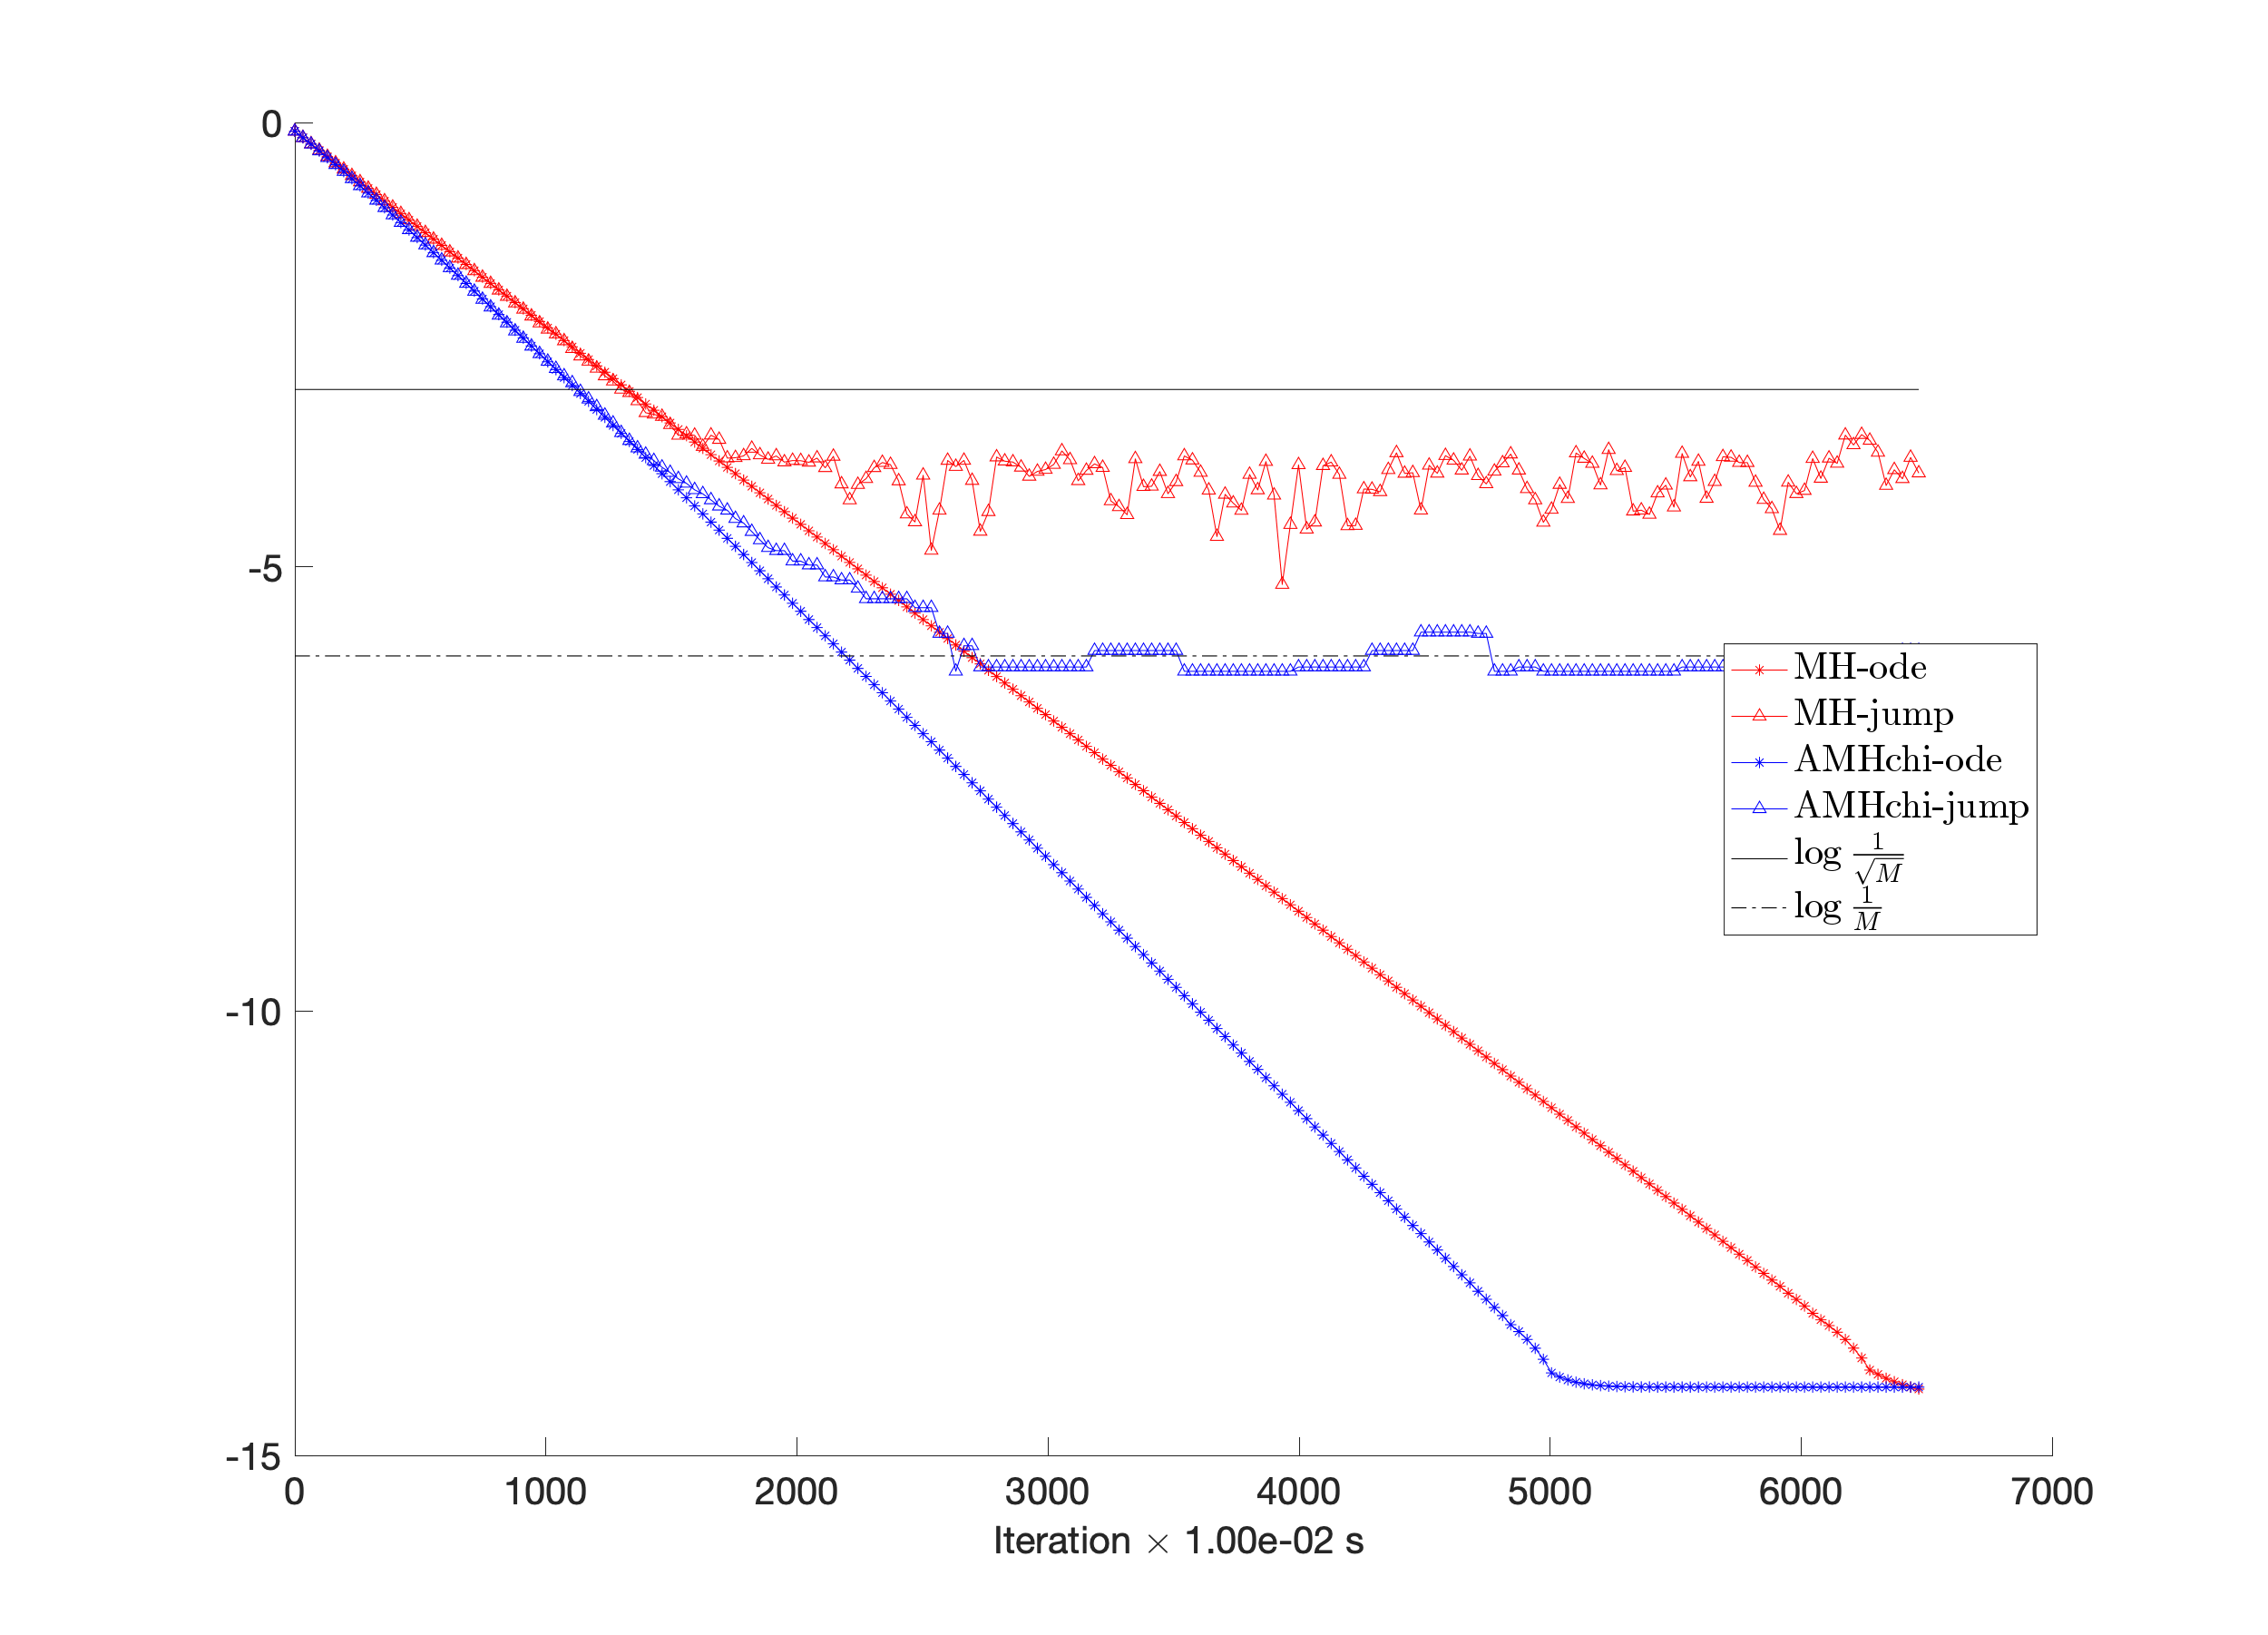 0
-5
-10
-15
0 1000 2000 3000 4000 5000 6000 7000
Iteration × 1.00e-02 s
MH-ode
MH-jump
AMHchi-ode
AMHchi-jump
log 1/√M
log 1/M